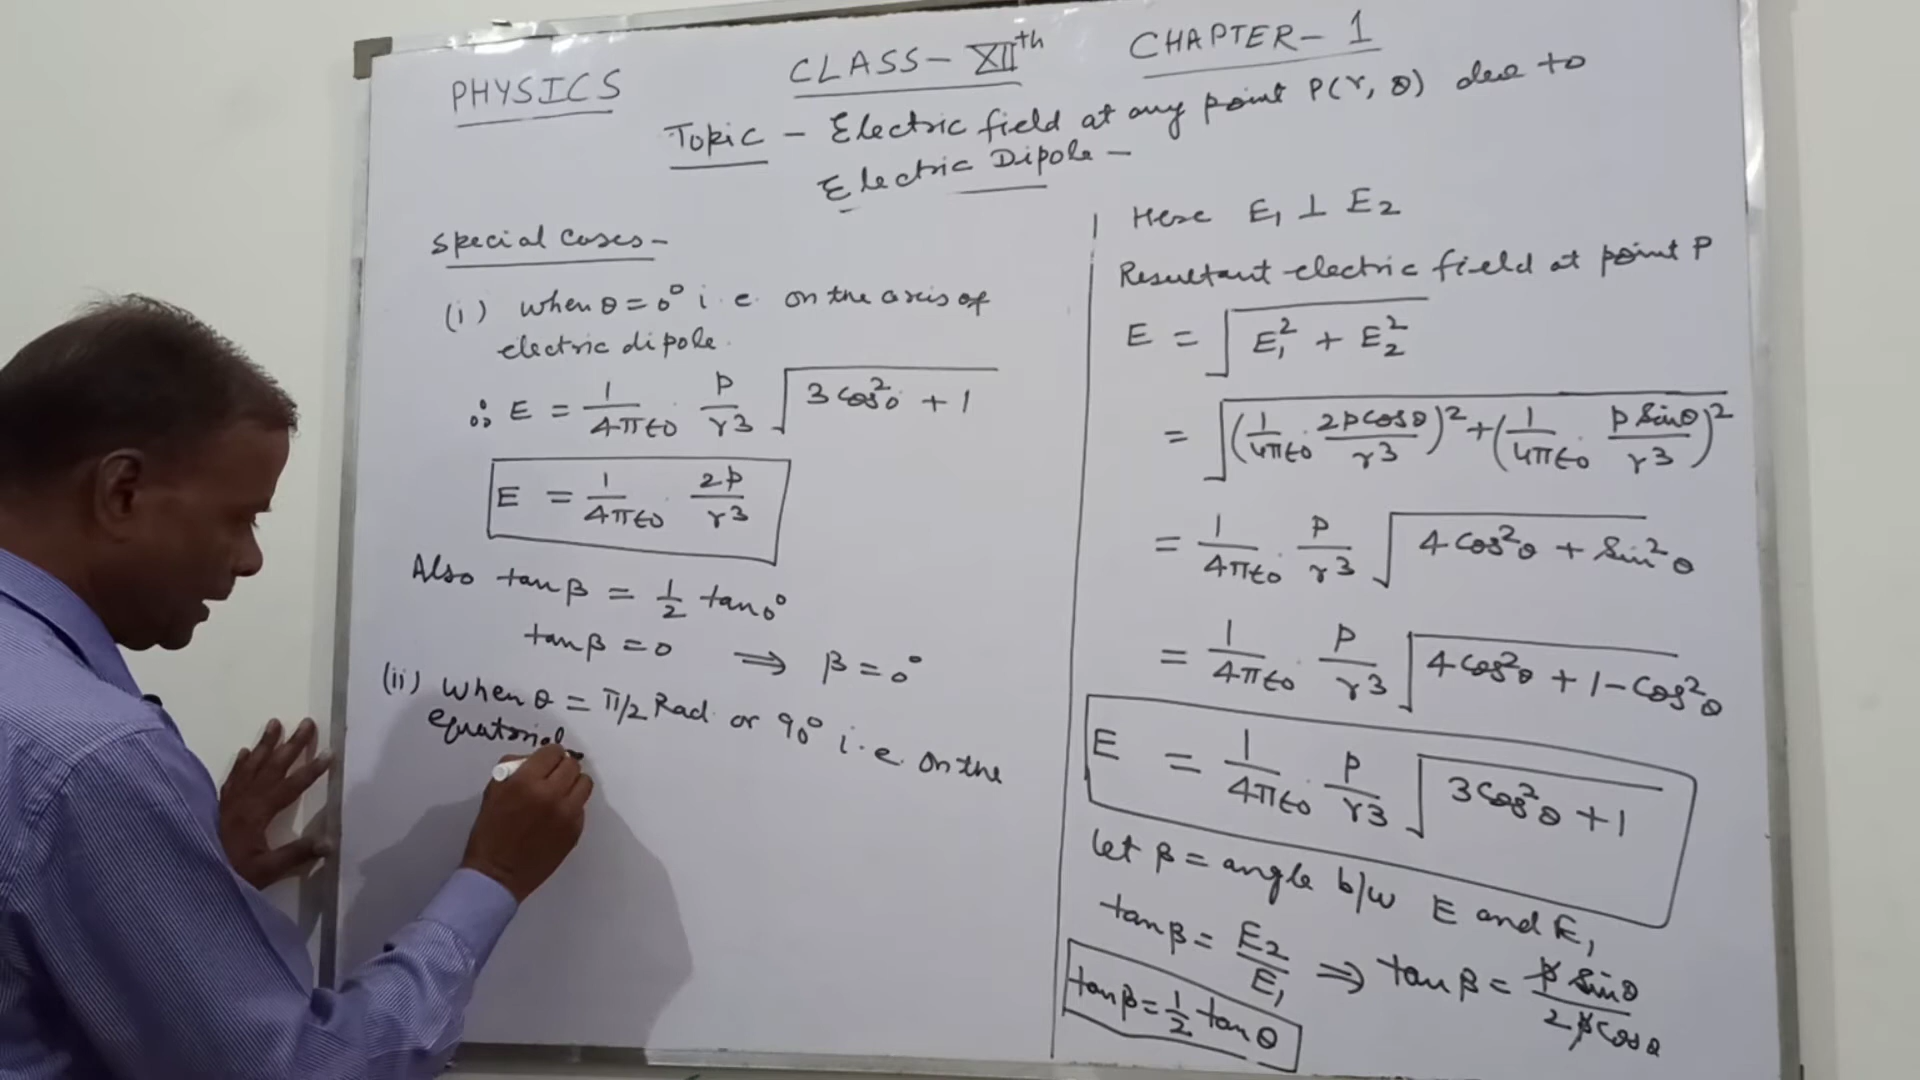 PHYSICS CLASS-XIIth CHAPTER-1
Topic - Electric field at any point P(r, θ) due to
Electric Dipole -
Special Cases-
(i) when θ = 0° i.e. on the axis of
electric dipole.
∴ E = 1/4πε0 . p/r3 √3cos²0 + 1
E = 1/4πε0 . 2p/r3
Also tanβ = 1/2 tan0°
tanβ = 0 ⟹ β = 0°
(ii) when θ = π/2 Rad. or 90° i.e. on the
equatorial
Here E1 ⊥ E2
Resultant electric field at point P
E = √E1² + E2²
= √(1/4πε0 . 2pcosθ/r3)² + (1/4πε0 . p sinθ/r3)²
= 1/4πε0 . p/r3 √4cos²θ + sin²θ
= 1/4πε0 . p/r3 √4cos²θ + 1 - cos²θ
E = 1/4πε0 . p/r3 √3cos²θ + 1
let β = angle b/w E and E1
tanβ = E2/E1 ⟹ tanβ = p sinθ/2pcosθ
tanβ = 1/2 tanθ